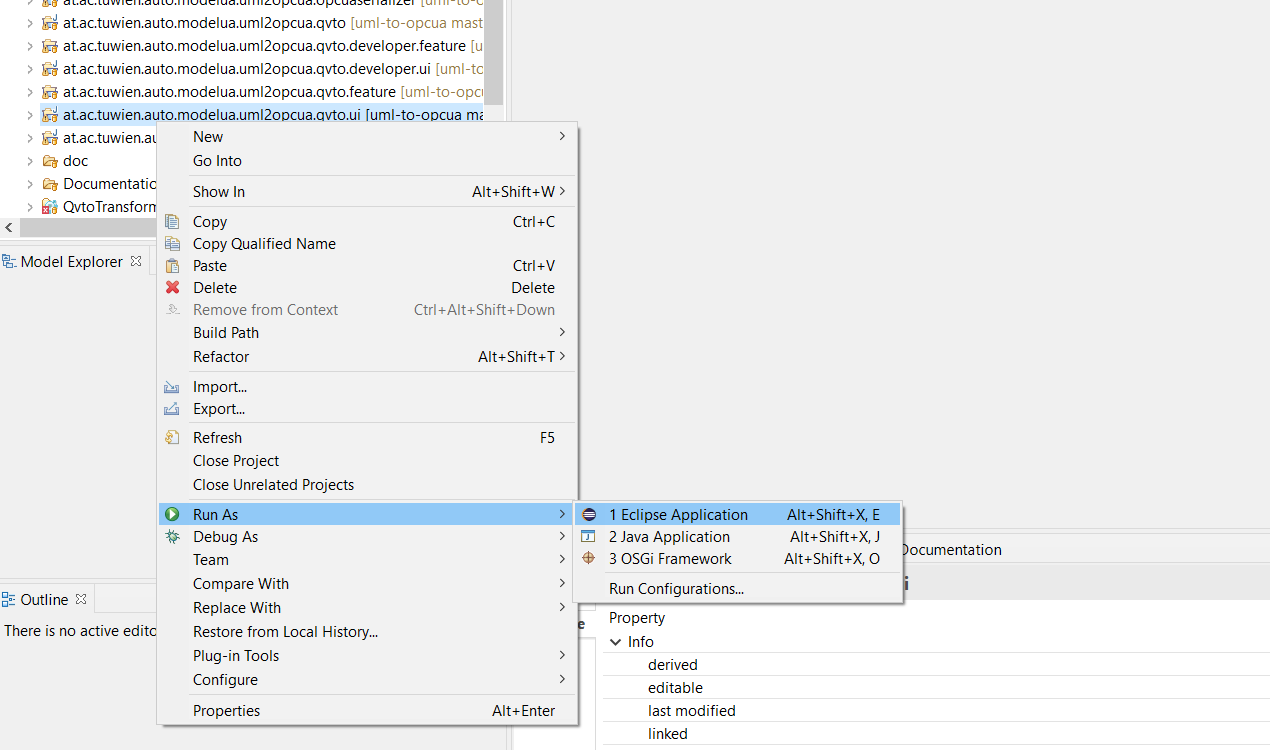 at.ac.tuwien.auto.modelua.uml2opcua.opcuaserializer [uml-to-o
at.ac.tuwien.auto.modelua.uml2opcua.qvto [uml-to-opcua mast
at.ac.tuwien.auto.modelua.uml2opcua.qvto.developer.feature [u
at.ac.tuwien.auto.modelua.uml2opcua.qvto.developer.ui [uml-to
at.ac.tuwien.auto.modelua.uml2opcua.qvto.feature [uml-to-opcu
at.ac.tuwien.auto.modelua.uml2opcua.qvto.ui [uml-to-opcua ma
at.ac.tuwien.au
doc
Documentatio
QvtoTransform
Model Explorer
Outline
There is no active edito
New
Go Into
Show In Alt+Shift+W
Copy Ctrl+C
Copy Qualified Name
Paste Ctrl+V
Delete Delete
Remove from Context Ctrl+Alt+Shift+Down
Build Path
Refactor Alt+Shift+T
Import...
Export...
Refresh F5
Close Project
Close Unrelated Projects
Run As
Debug As
Team
Compare With
Replace With
Restore from Local History...
Plug-in Tools
Configure
Properties Alt+Enter
1 Eclipse Application Alt+Shift+X, E
2 Java Application Alt+Shift+X, J
3 OSGi Framework Alt+Shift+X, O
Run Configurations...
Documentation
i
e
Property
Info
derived
editable
last modified
linked